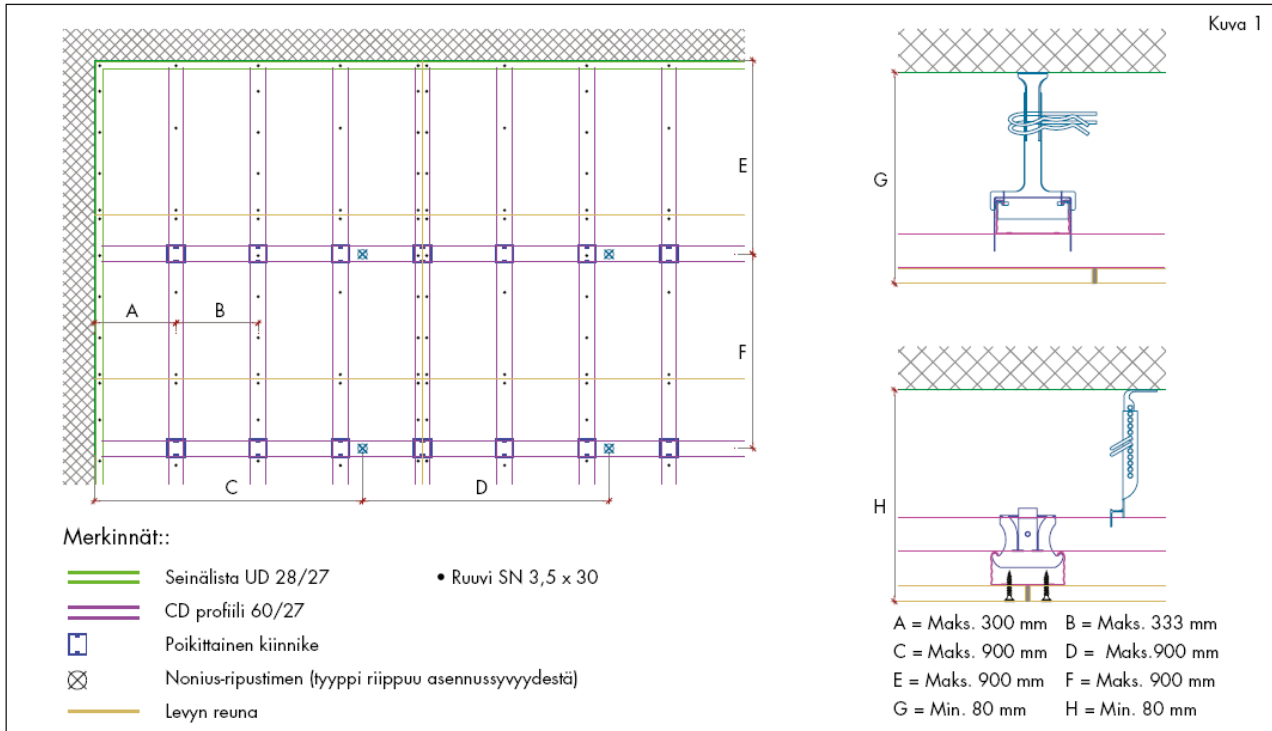 Kuva 1
E
G
A
B
F
C
D
H
Merkinnät::
Seinälista UD 28/27
• Ruuvi SN 3,5 x 30
CD profiili 60/27
Poikittainen kiinnike
Nonius-ripustimen (tyyppi riippuu asennussyvyydestä)
Levyn reuna
A = Maks. 300 mm B = Maks. 333 mm
C = Maks. 900 mm D = Maks.900 mm
E = Maks. 900 mm F = Maks. 900 mm
G = Min. 80 mm H = Min. 80 mm